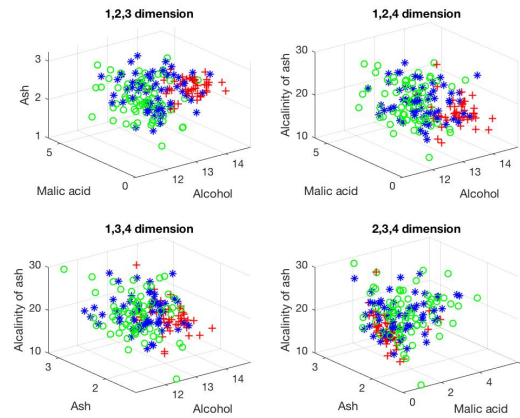 1,2,3 dimension
3
2
1
Ash
5
0
Malic acid
12
13
14
Alcohol
1,2,4 dimension
30
20
10
Alcalinity of ash
5
0
Malic acid
12
13
14
Alcohol
1,3,4 dimension
30
20
10
Alcalinity of ash
3
2
Ash
12
13
14
Alcohol
2,3,4 dimension
30
20
10
Alcalinity of ash
3
2
Ash
0
2
4
Malic acid